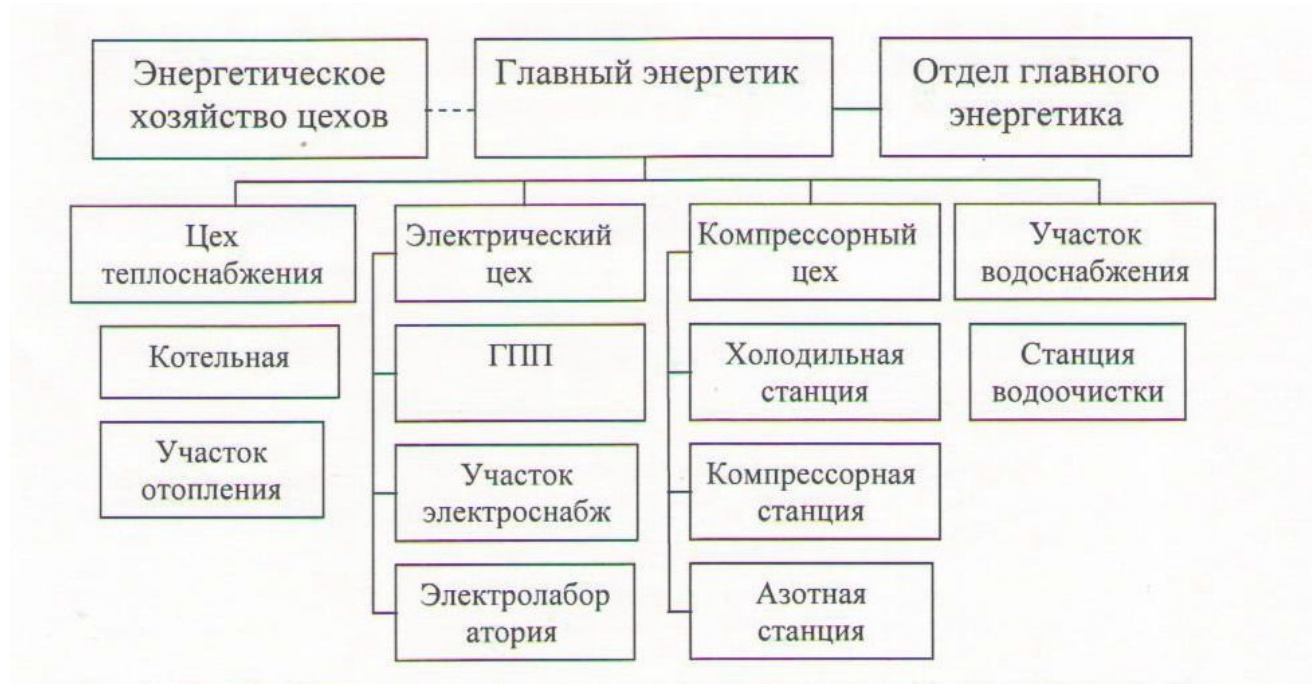 Энергетическое
хозяйство цехов
Главный энергетик
Отдел главного
энергетика
Цех
теплоснабжения
Электрический
цех
Компрессорный
цех
Участок
водоснабжения
Котельная
ГПП
Холодильная
станция
Станция
водоочистки
Участок
отопления
Участок
электроснабж
Компрессорная
станция
Электролабор
атория
Азотная
станция